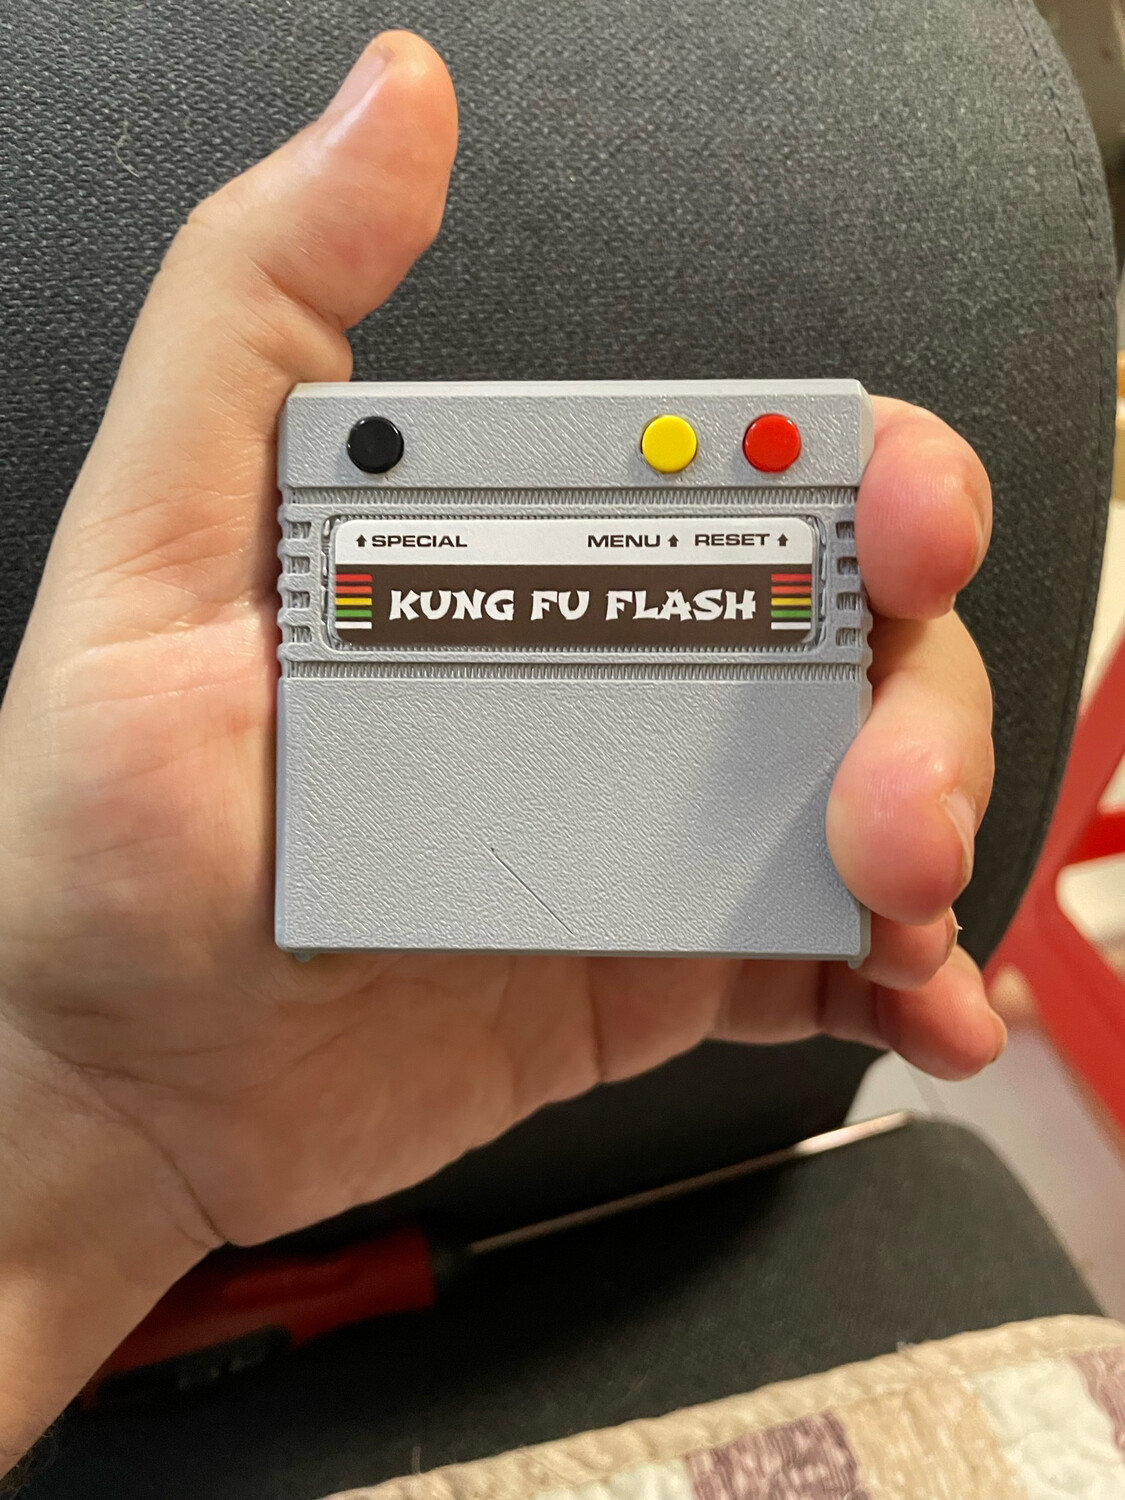 ⬆ SPECIAL MENU ⬆ RESET ⬆
KUNG FU FLASH